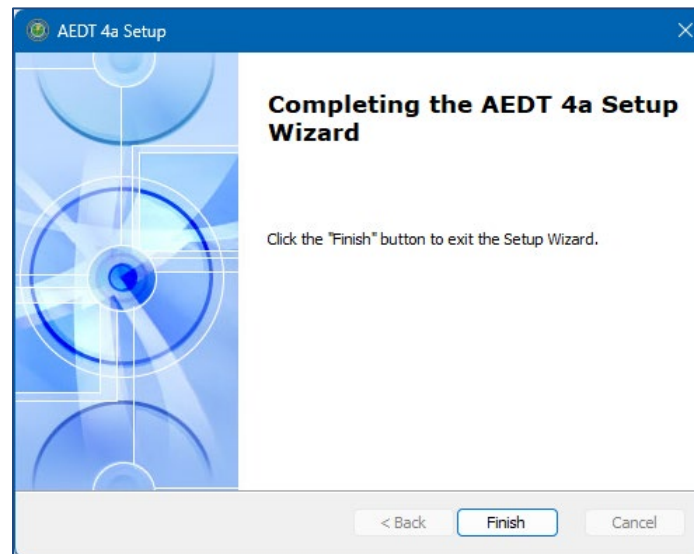 AEDT 4a Setup
Completing the AEDT 4a Setup
Wizard
Click the "Finish" button to exit the Setup Wizard.
< Back Finish Cancel